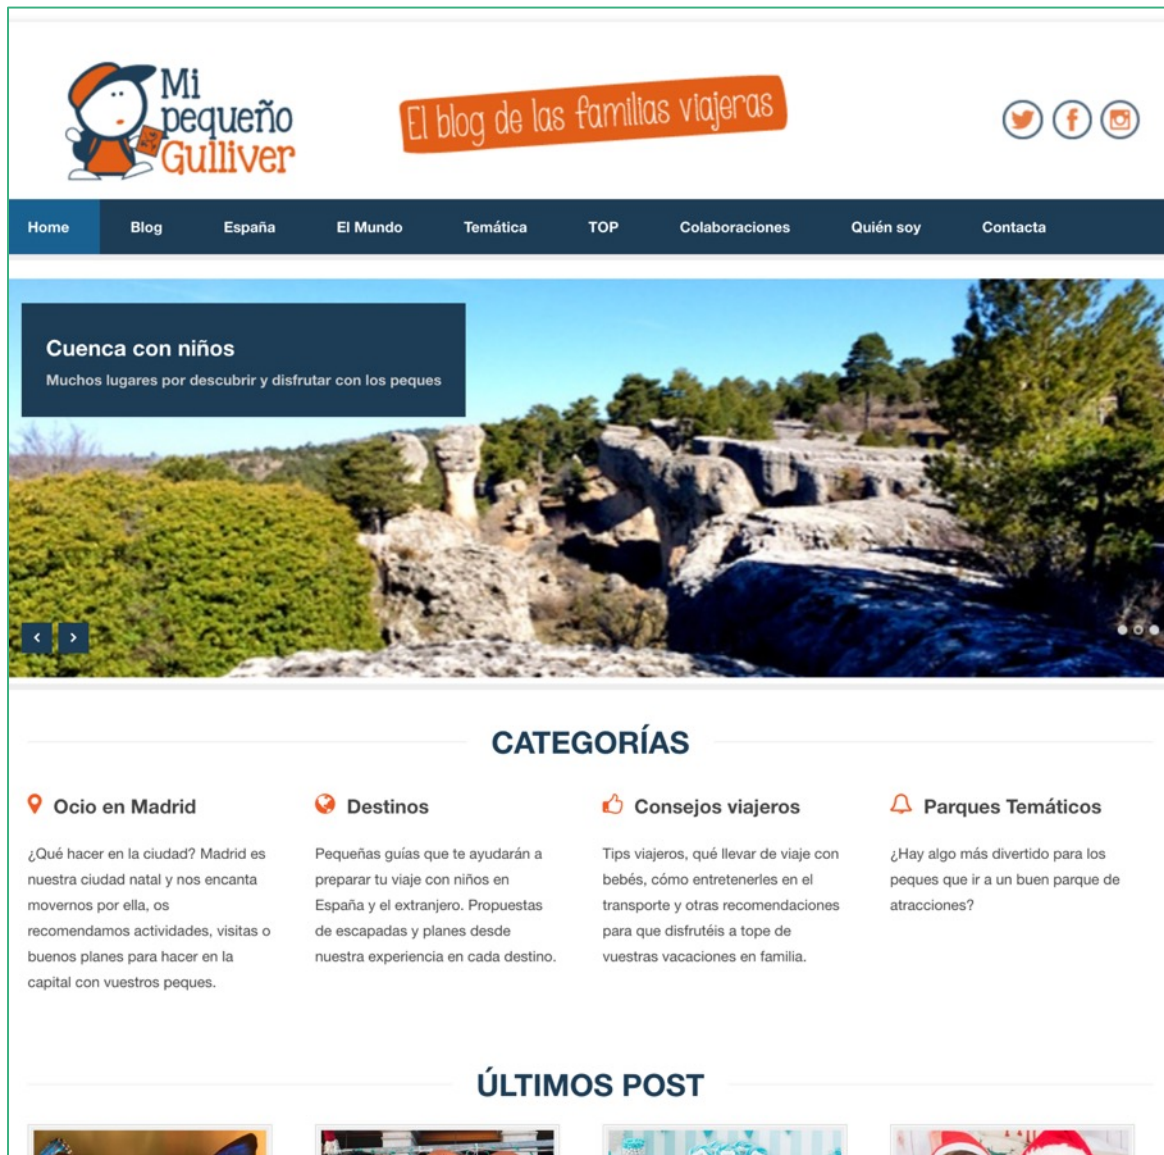 Mi
pequeño
Gulliver
El blog de las familias viajeras
Home Blog España El Mundo Temática TOP Colaboraciones Quién soy Contacta
Cuenca con niños
Muchos lugares por descubrir y disfrutar con los peques
CATEGORÍAS
Ocio en Madrid
¿Qué hacer en la ciudad? Madrid es
nuestra ciudad natal y nos encanta
movernos por ella, os
recomendamos actividades, visitas o
buenos planes para hacer en la
capital con vuestros peques.
Destinos
Pequeñas guías que te ayudarán a
preparar tu viaje con niños en
España y el extranjero. Propuestas
de escapadas y planes desde
nuestra experiencia en cada destino.
Consejos viajeros
Tips viajeros, qué llevar de viaje con
bebés, cómo entretenerles en el
transporte y otras recomendaciones
para que disfrutéis a tope de
vuestras vacaciones en familia.
Parques Temáticos
¿Hay algo más divertido para los
peques que ir a un buen parque de
atracciones?
ÚLTIMOS POST